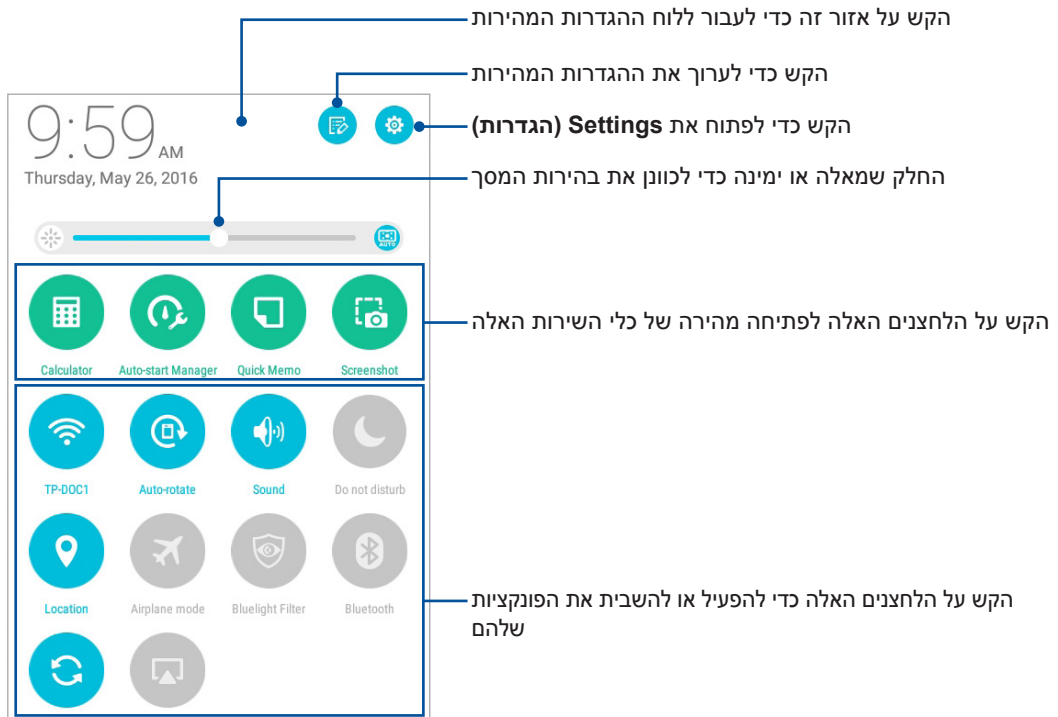 הקש על אזור זה כדי לעבור ללוח ההגדרות המהירות
הקש כדי לערוך את ההגדרות המהירות
הקש כדי לפתוח את Settings (הגדרות)
החלק שמאלה או ימינה כדי לכוונן את בהירות המסך
9:59 AM
Thursday, May 26, 2016
AUTO
Calculator Auto-start Manager Quick Memo Screenshot
הקש על הלחצנים האלה לפתיחה מהירה של כלי השירות האלה
TP-DOC1 Auto-rotate Sound Do not disturb
Location Airplane mode Bluelight Filter Bluetooth
הקש על הלחצנים האלה כדי להפעיל או להשבית את הפונקציות
שלהם